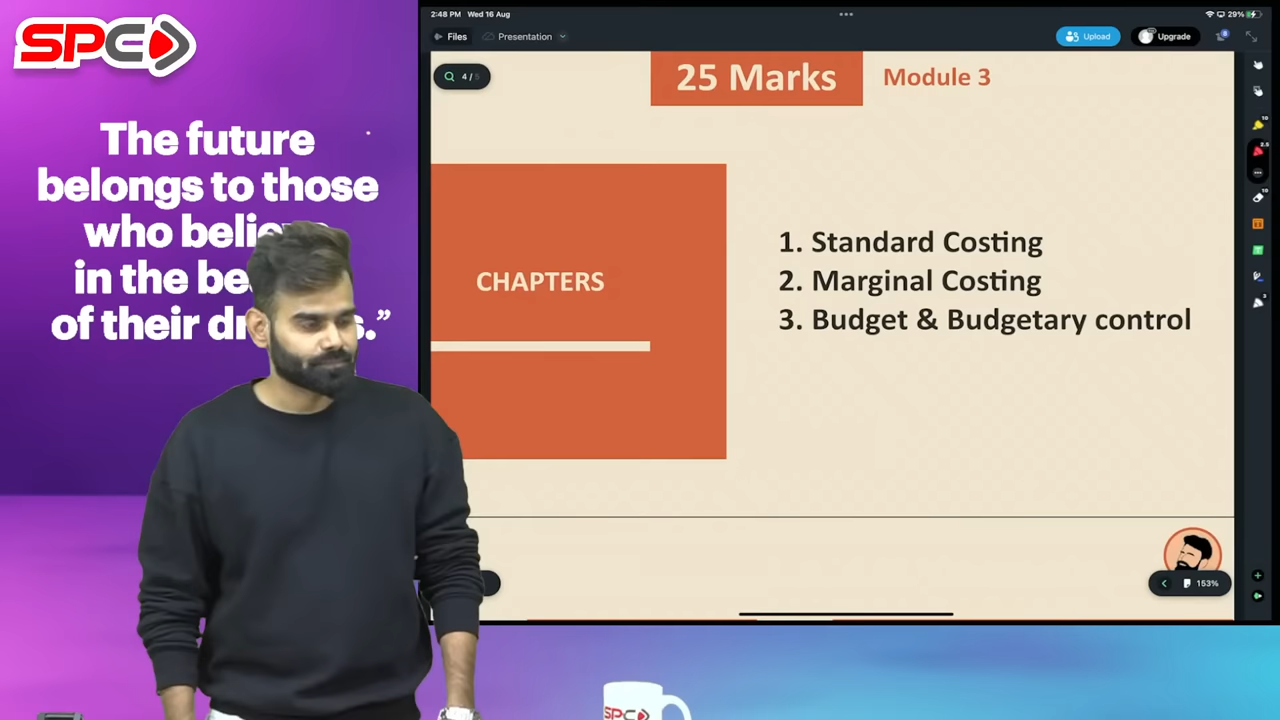 SPC
The future
belongs to those
who believe
in the be
of their dr s.”
2:48 PM Wed 16 Aug
29%
Files
Presentation
Upload
Upgrade
4 / 5
25 Marks
Module 3
CHAPTERS
1. Standard Costing
2. Marginal Costing
3. Budget & Budgetary control
153%
SPC